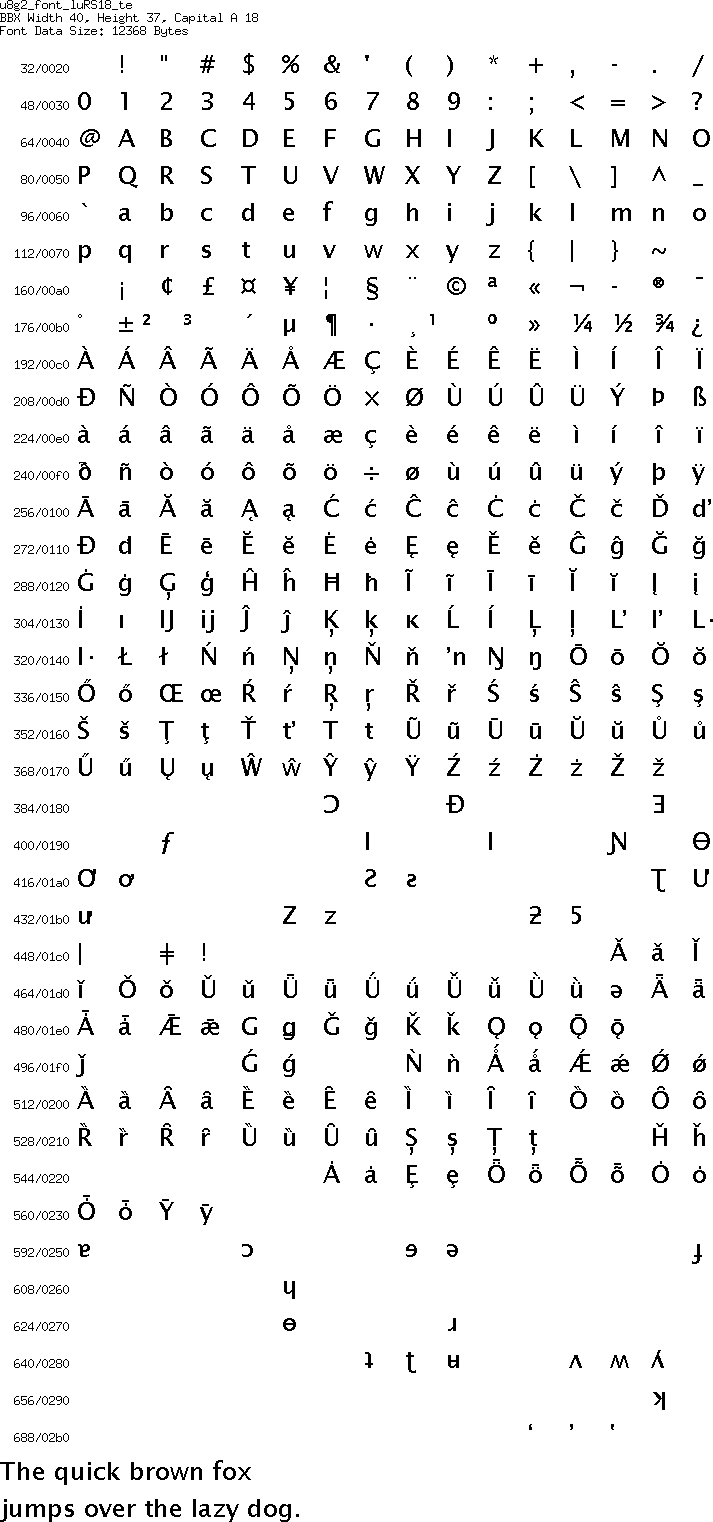 u8g2_font_luRS18_te
BBX Width 40, Height 37, Capital A 18
Font Data Size: 12368 Bytes
32/0020 ! " # $ % & ' ( ) * + , - . /
48/0030 0 1 2 3 4 5 6 7 8 9 : ; < = > ?
64/0040 @ A B C D E F G H I J K L M N O
80/0050 P Q R S T U V W X Y Z [ \ ] ^ _
96/0060 ` a b c d e f g h i j k l m n o
112/0070 p q r s t u v w x y z { | } ~
160/00a0 ¡ ¢ £ ¤ ¥ ¦ § ¨ © ª « ¬ - ® ¯
176/00b0 ° ± ² ³ ´ µ ¶ · ¸ ¹ º » ¼ ½ ¾ ¿
192/00c0 À Á Â Ã Ä Å Æ Ç È É Ê Ë Ì Í Î Ï
208/00d0 Ð Ñ Ò Ó Ô Õ Ö × Ø Ù Ú Û Ü Ý Þ ß
224/00e0 à á â ã ä å æ ç è é ê ë ì í î ï
240/00f0 ð ñ ò ó ô õ ö ÷ ø ù ú û ü ý þ ÿ
256/0100 Ā ā Ă ă Ą ą Ć ć Ĉ ĉ Ċ ċ Č č Ď ď
272/0110 Đ đ Ē ē Ĕ ĕ Ė ė Ę ę Ě ě Ĝ ĝ Ğ ğ
288/0120 Ġ ġ Ģ ģ Ĥ ĥ Ħ ħ Ĩ ĩ Ī ī Ĭ ĭ Į į
304/0130 İ ı Ĳ ĳ Ĵ ĵ Ķ ķ ĸ Ĺ ĺ Ļ ļ Ľ ľ Ŀ
320/0140 ŀ Ł ł Ń ń Ņ ņ Ň ň ŉ Ŋ ŋ Ō ō Ŏ ŏ
336/0150 Ő ő Œ œ Ŕ ŕ Ŗ ŗ Ř ř Ś ś Ŝ ŝ Ş ş
352/0160 Š š Ţ ţ Ť ť Ŧ ŧ Ũ ũ Ū ū Ŭ ŭ Ů ů
368/0170 Ű ű Ų ų Ŵ ŵ Ŷ ŷ Ÿ Ź ź Ż ż Ž ž
384/0180 Ɔ Ɖ Ǝ
400/0190 ƒ Ɨ ƚ Ɲ Ɵ
416/01a0 Ơ ơ Ƨ ƨ Ʈ Ư
432/01b0 ư Ƶ ƶ ƻ Ƽ
448/01c0 ǀ ǂ ǃ Ǎ ǎ Ǐ
464/01d0 ǐ Ǒ ǒ Ǔ ǔ Ǖ ǖ Ǘ ǘ Ǚ ǚ Ǜ ǜ ǝ Ǟ ǟ
480/01e0 Ǡ ǡ Ǣ ǣ Ǥ ǥ Ǧ ǧ Ǩ ǩ Ǫ ǫ Ǭ ǭ
496/01f0 ǰ Ǵ ǵ Ǹ ǹ Ǻ ǻ Ǽ ǽ Ǿ ǿ
512/0200 Ȁ ȁ Ȃ ȃ Ȅ ȅ Ȇ ȇ Ȉ ȉ Ȋ ȋ Ȍ ȍ Ȏ ȏ
528/0210 Ȑ ȑ Ȓ ȓ Ȕ ȕ Ȗ ȗ Ș ș Ț ț Ȟ ȟ
544/0220 Ȧ ȧ Ȩ ȩ Ȫ ȫ Ȭ ȭ Ȯ ȯ
560/0230 Ȱ ȱ Ȳ ȳ
592/0250 ɐ ɔ ɘ ə ɟ
608/0260 ɥ
624/0270 ɵ ɹ
640/0280 ʇ ʈ ʉ ʌ ʍ ʎ
656/0290 ʞ
688/02b0 ʻ ʼ ʽ
The quick brown fox
jumps over the lazy dog.